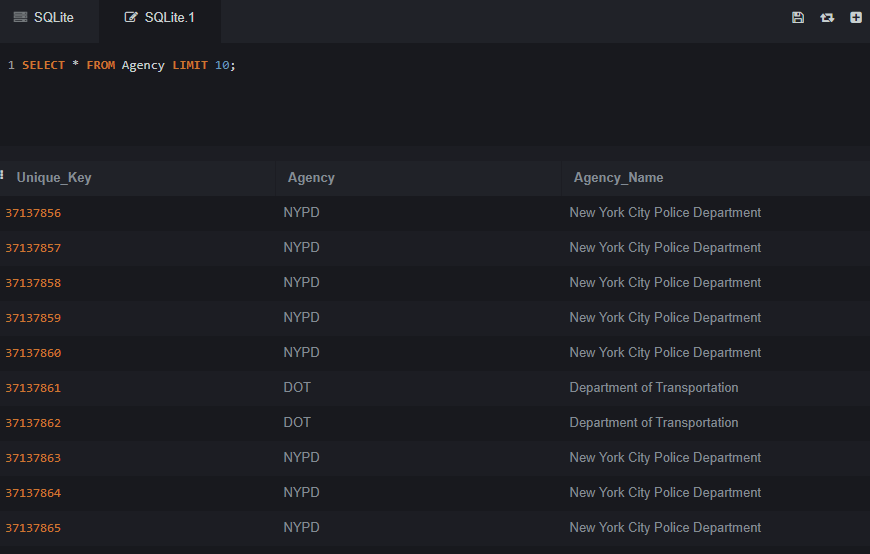 SQLite SQLite.1
1 SELECT * FROM Agency LIMIT 10;
Unique_Key Agency Agency_Name
37137856 NYPD New York City Police Department
37137857 NYPD New York City Police Department
37137858 NYPD New York City Police Department
37137859 NYPD New York City Police Department
37137860 NYPD New York City Police Department
37137861 DOT Department of Transportation
37137862 DOT Department of Transportation
37137863 NYPD New York City Police Department
37137864 NYPD New York City Police Department
37137865 NYPD New York City Police Department